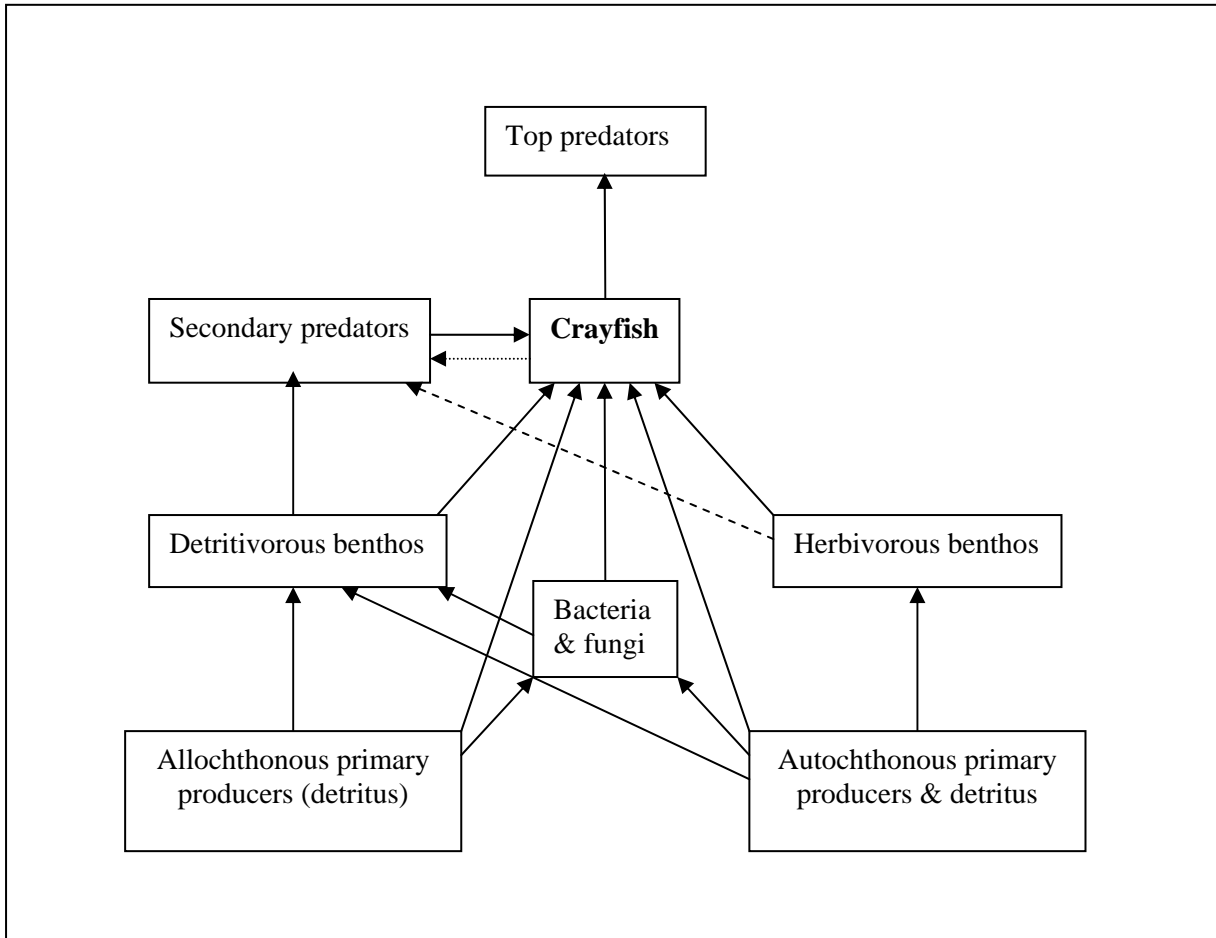 Top predators
Secondary predators
Crayfish
Detritivorous benthos
Herbivorous benthos
Bacteria
& fungi
Allochthonous primary
producers (detritus)
Autochthonous primary
producers & detritus